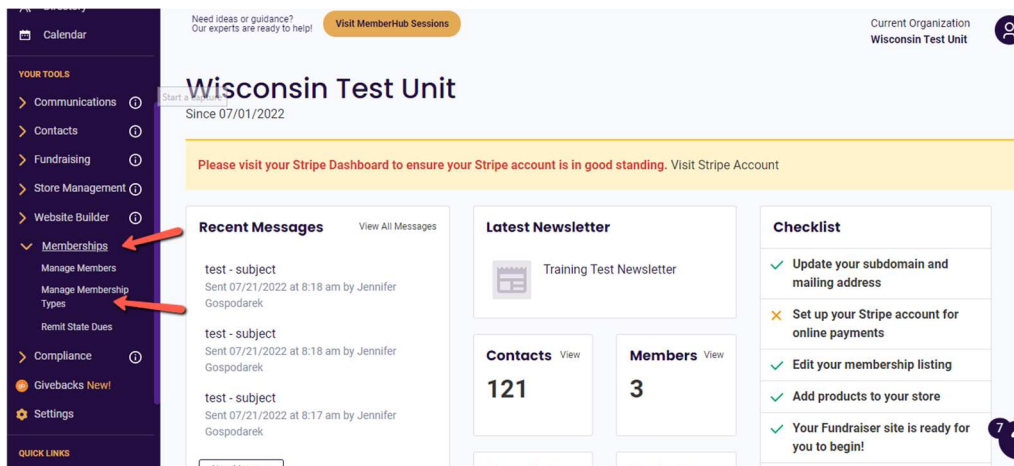 Directory
Calendar
YOUR TOOLS
Communications
Contacts
Fundraising
Store Management
Website Builder
Memberships
Manage Members
Manage Membership
Types
Remit State Dues
Compliance
Givebacks New!
Settings
QUICK LINKS
Need ideas or guidance?
Our experts are ready to help!
Visit MemberHub Sessions
Current Organization
Wisconsin Test Unit
Wisconsin Test Unit
Start a capture
Since 07/01/2022
Please visit your Stripe Dashboard to ensure your Stripe account is in good standing. Visit Stripe Account
Recent Messages
View All Messages
test - subject
Sent 07/21/2022 at 8:18 am by Jennifer
Gospodarek
test - subject
Sent 07/21/2022 at 8:18 am by Jennifer
Gospodarek
test - subject
Sent 07/21/2022 at 8:17 am by Jennifer
Gospodarek
Latest Newsletter
Training Test Newsletter
Contacts View
121
Members View
3
Checklist
Update your subdomain and
mailing address
Set up your Stripe account for
online payments
Edit your membership listing
Add products to your store
Your Fundraiser site is ready for
you to begin!
7